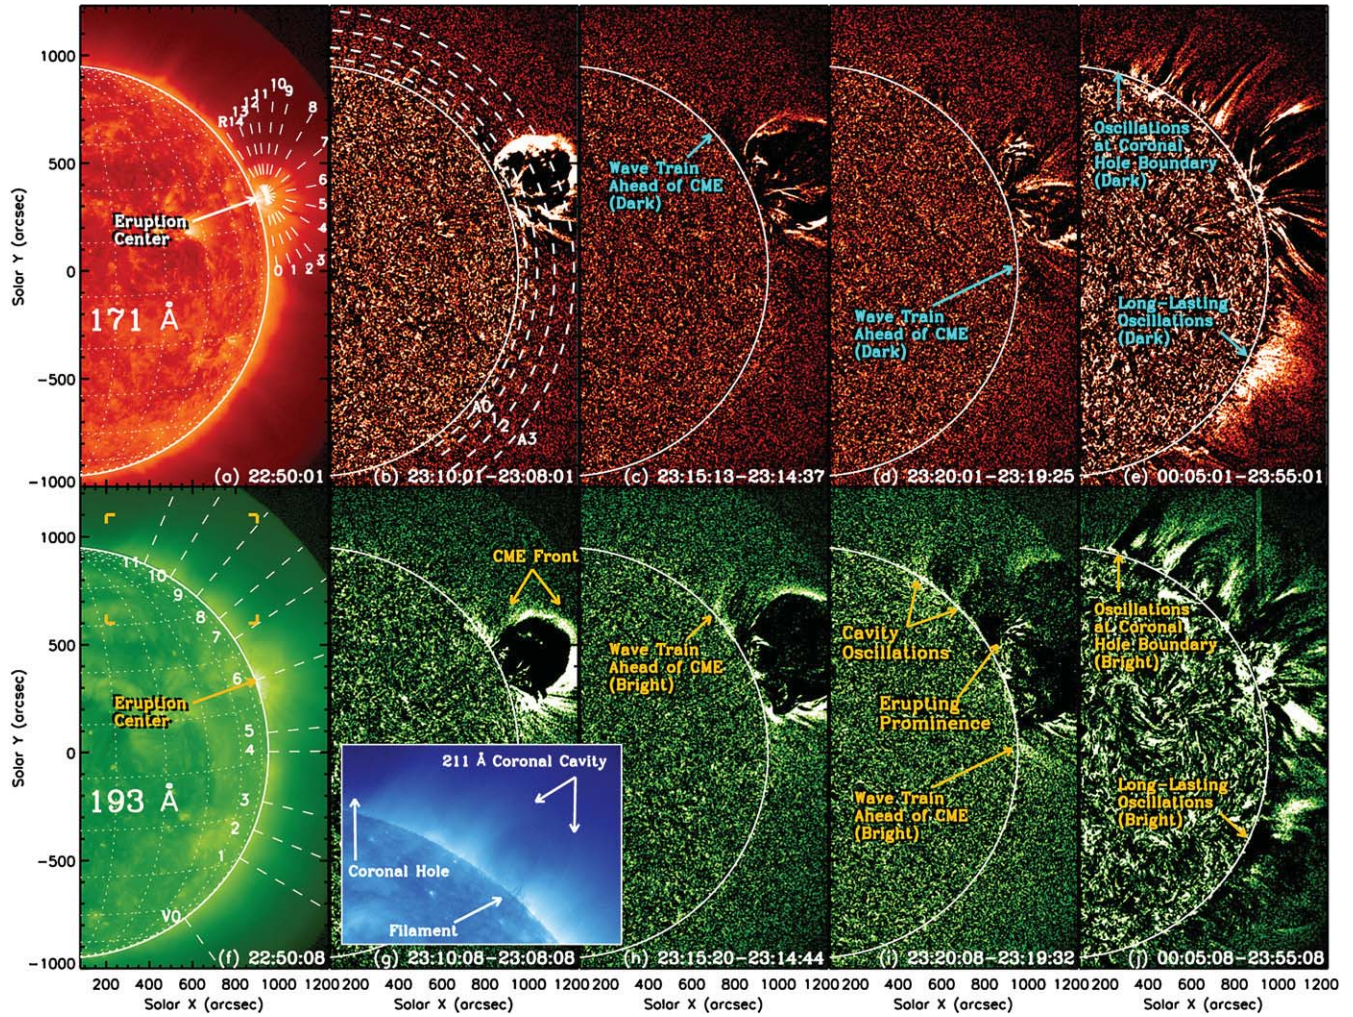 1000
500
0
−500
−1000
Solar Y (arcsec)
R14
13
12
11
10
9
8
7
6
5
4
3
2
1
0
Eruption
Center
171 Å
(a) 22:50:01
A0
1
2
A3
(b) 23:10:01−23:08:01
Wave Train
Ahead of CME
(Dark)
(c) 23:15:13−23:14:37
Wave Train
Ahead of CME
(Dark)
(d) 23:20:01−23:19:25
Oscillations
at Coronal
Hole Boundary
(Dark)
Long−Lasting
Oscillations
(Dark)
(e) 00:05:01−23:55:01
1000
500
0
−500
−1000
Solar Y (arcsec)
11
10
9
8
7
6
5
4
3
2
1
V0
Eruption
Center
193 Å
(f) 22:50:08
CME Front
(g) 23:10:08−23:08:08
211 Å Coronal Cavity
Coronal Hole
Filament
Wave Train
Ahead of CME
(Bright)
(h) 23:15:20−23:14:44
Cavity
Oscillations
Erupting
Prominence
Wave Train
Ahead of CME
(Bright)
(i) 23:20:08−23:19:32
Oscillations
at Coronal
Hole Boundary
(Bright)
Long−Lasting
Oscillations
(Bright)
(j) 00:05:08−23:55:08
200 400 600 800 1000 1200 200 400 600 800 1000 1200 200 400 600 800 1000 1200 200 400 600 800 1000 1200 200 400 600 800 1000 1200
Solar X (arcsec) Solar X (arcsec) Solar X (arcsec) Solar X (arcsec) Solar X (arcsec)